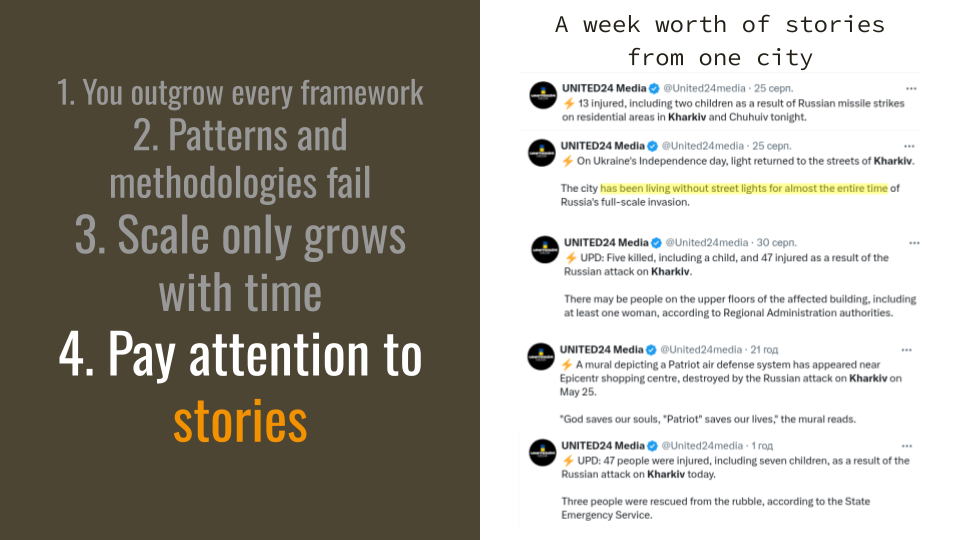 1. You outgrow every framework
2. Patterns and
methodologies fail
3. Scale only grows
with time
4. Pay attention to
stories
A week worth of stories
from one city
UNITED24 Media @United24media · 25 серп.
⚡ 13 injured, including two children as a result of Russian missile strikes
on residential areas in Kharkiv and Chuhuiv tonight.
UNITED24 Media @United24media · 25 серп.
⚡ On Ukraine's Independence day, light returned to the streets of Kharkiv.
The city has been living without street lights for almost the entire time of
Russia's full-scale invasion.
UNITED24 Media @United24media · 30 серп.
⚡ UPD: Five killed, including a child, and 47 injured as a result of the
Russian attack on Kharkiv.
There may be people on the upper floors of the affected building, including
at least one woman, according to Regional Administration authorities.
UNITED24 Media @United24media · 21 год
⚡ A mural depicting a Patriot air defense system has appeared near
Epicentr shopping centre, destroyed by the Russian attack on Kharkiv on
May 25.
"God saves our souls, "Patriot" saves our lives," the mural reads.
UNITED24 Media @United24media · 1 год
⚡ UPD: 47 people were injured, including seven children, as a result of the
Russian attack on Kharkiv today.
Three people were rescued from the rubble, according to the State
Emergency Service.